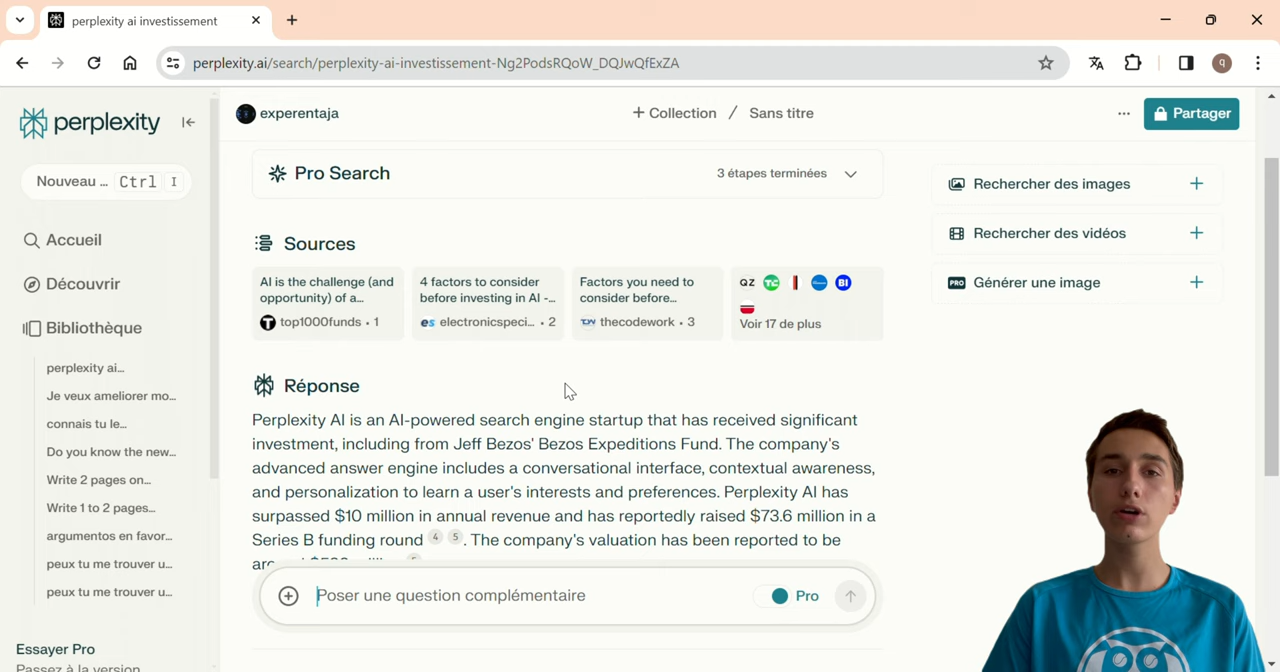 perplexity ai investissement
perplexity.ai/search/perplexity-ai-investissement-Ng2PodsRQoW_DQJwQfExZA
q
perplexity
experentaja
Collection / Sans titre
Partager
Nouveau ... Ctrl I
Accueil
Découvrir
Bibliothèque
perplexity ai...
Je veux ameliorer mo...
connais tu le...
Do you know the new...
Write 2 pages on...
Write 1 to 2 pages...
argumentos en favor...
peux tu me trouver u...
peux tu me trouver u...
Essayer Pro
Passez à la version
Pro Search
3 étapes terminées
Sources
AI is the challenge (and
opportunity) of a...
top1000funds • 1
4 factors to consider
before investing in AI -...
es electronicspeci... • 2
Factors you need to
consider before...
thecodework • 3
QZ TC BI
Voir 17 de plus
Réponse
Perplexity AI is an AI-powered search engine startup that has received significant
investment, including from Jeff Bezos' Bezos Expeditions Fund. The company's
advanced answer engine includes a conversational interface, contextual awareness,
and personalization to learn a user's interests and preferences. Perplexity AI has
surpassed $10 million in annual revenue and has reportedly raised $73.6 million in a
Series B funding round 4 5. The company's valuation has been reported to be
Poser une question complémentaire
Pro
Rechercher des images
Rechercher des vidéos
PRO Générer une image